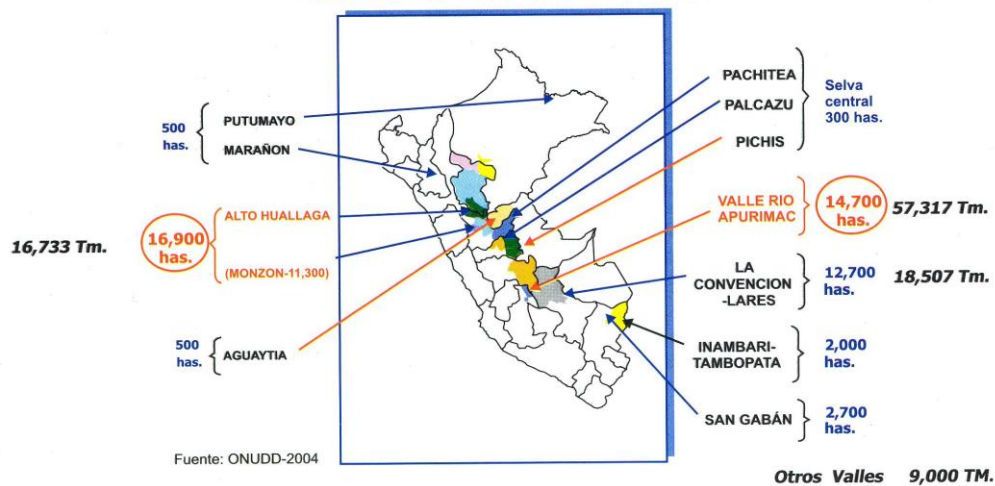 500
has.
PUTUMAYO
MARAÑON
16,733 Tm.
16,900
has.
ALTO HUALLAGA
(MONZON-11,300)
500
has.
AGUAYTIA
Fuente: ONUDD-2004
PACHITEA
PALCAZU
PICHIS
Selva
central
300 has.
VALLE RIO
APURIMAC
14,700
has.
57,317 Tm.
LA
CONVENCION
-LARES
12,700
has.
18,507 Tm.
INAMBARI-
TAMBOPATA
2,000
has.
SAN GABÁN
2,700
has.
Otros Valles 9,000 TM.